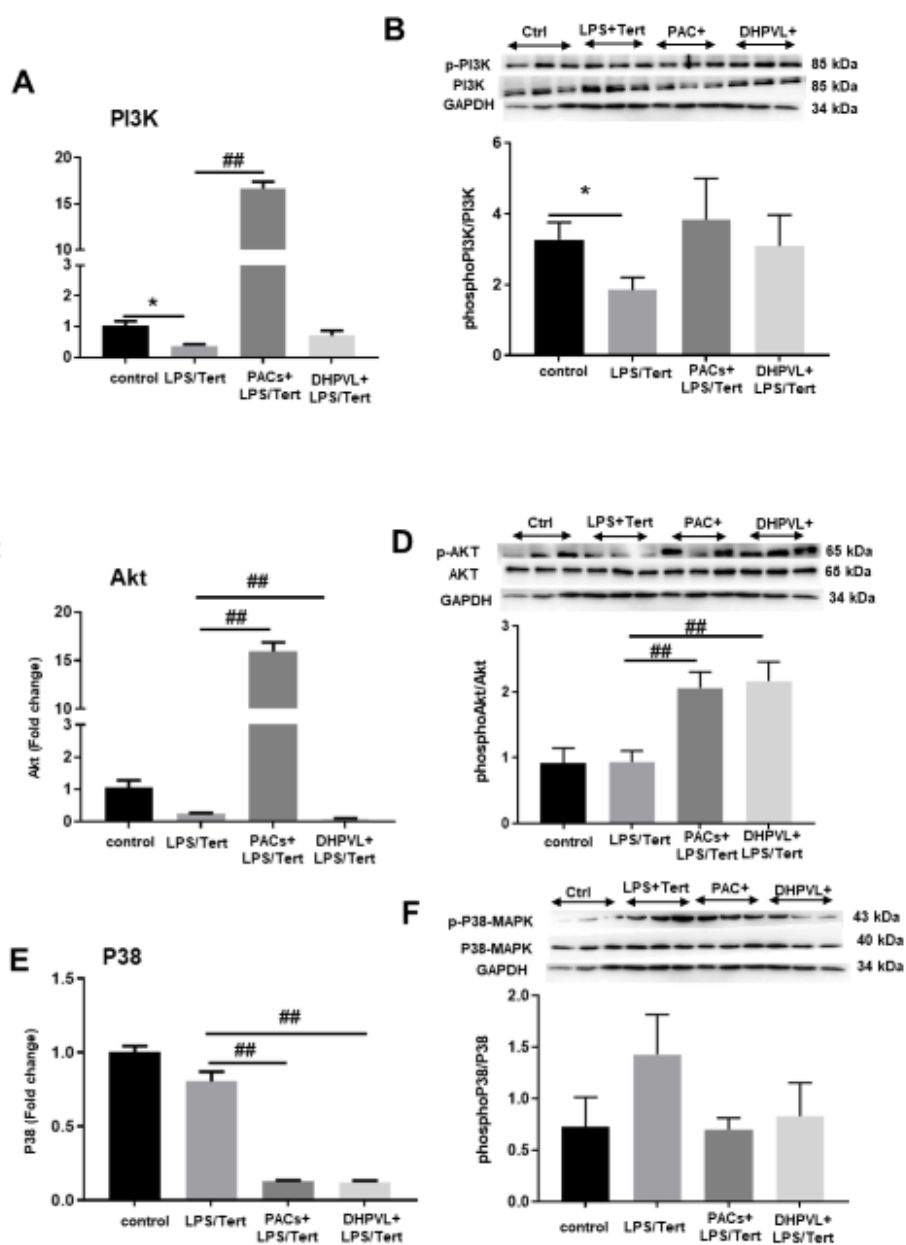 A
PI3K
##
*
20
15
10
3
2
1
0
control
LPS/Tert
PACs+
LPS/Tert
DHPVL+
LPS/Tert
B
Ctrl
LPS+Tert
PAC+
DHPVL+
p-PI3K
85 kDa
PI3K
85 kDa
GAPDH
34 kDa
phosphoPI3K/PI3K
*
6
4
2
0
control
LPS/Tert
PACs+
LPS/Tert
DHPVL+
LPS/Tert
Akt
##
##
Akt (Fold change)
20
15
10
3
2
1
0
control
LPS/Tert
PACs+
LPS/Tert
DHPVL+
LPS/Tert
D
Ctrl
LPS+Tert
PAC+
DHPVL+
p-AKT
65 kDa
AKT
65 kDa
GAPDH
34 kDa
phosphoAkt/Akt
##
##
3
2
1
0
control
LPS/Tert
PACs+
LPS/Tert
DHPVL+
LPS/Tert
E
P38
##
##
P38 (Fold change)
1.5
1.0
0.5
0.0
control
LPS/Tert
PACs+
LPS/Tert
DHPVL+
LPS/Tert
F
Ctrl
LPS+Tert
PAC+
DHPVL+
p-P38-MAPK
43 kDa
P38-MAPK
40 kDa
GAPDH
34 kDa
phosphoP38/P38
2.0
1.5
1.0
0.5
0.0
control
LPS/Tert
PACs+
LPS/Tert
DHPVL+
LPS/Tert